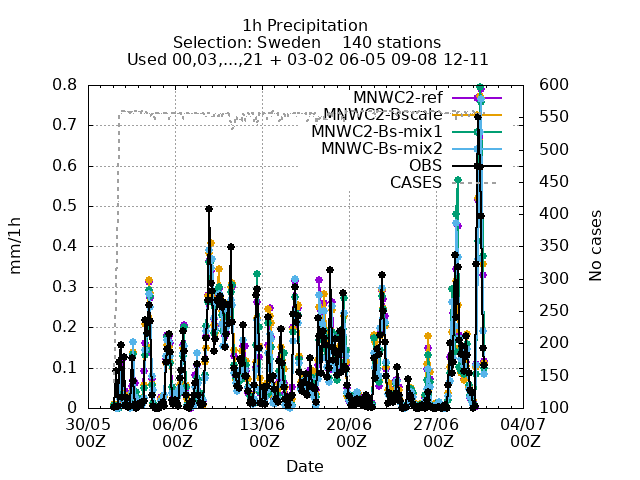 1h Precipitation
Selection: Sweden    140 stations
Used 00,03,...,21 + 03-02 06-05 09-08 12-11
0.8
0.7
0.6
0.5
0.4
0.3
0.2
0.1
0
mm/1h
600
550
500
450
400
350
300
250
200
150
100
No cases
MNWC2-ref
MNWC2-Bscale
MNWC2-Bs-mix1
MNWC-Bs-mix2
OBS
CASES
30/05 06/06 13/06 20/06 27/06 04/07
00Z 00Z 00Z 00Z 00Z 00Z
Date